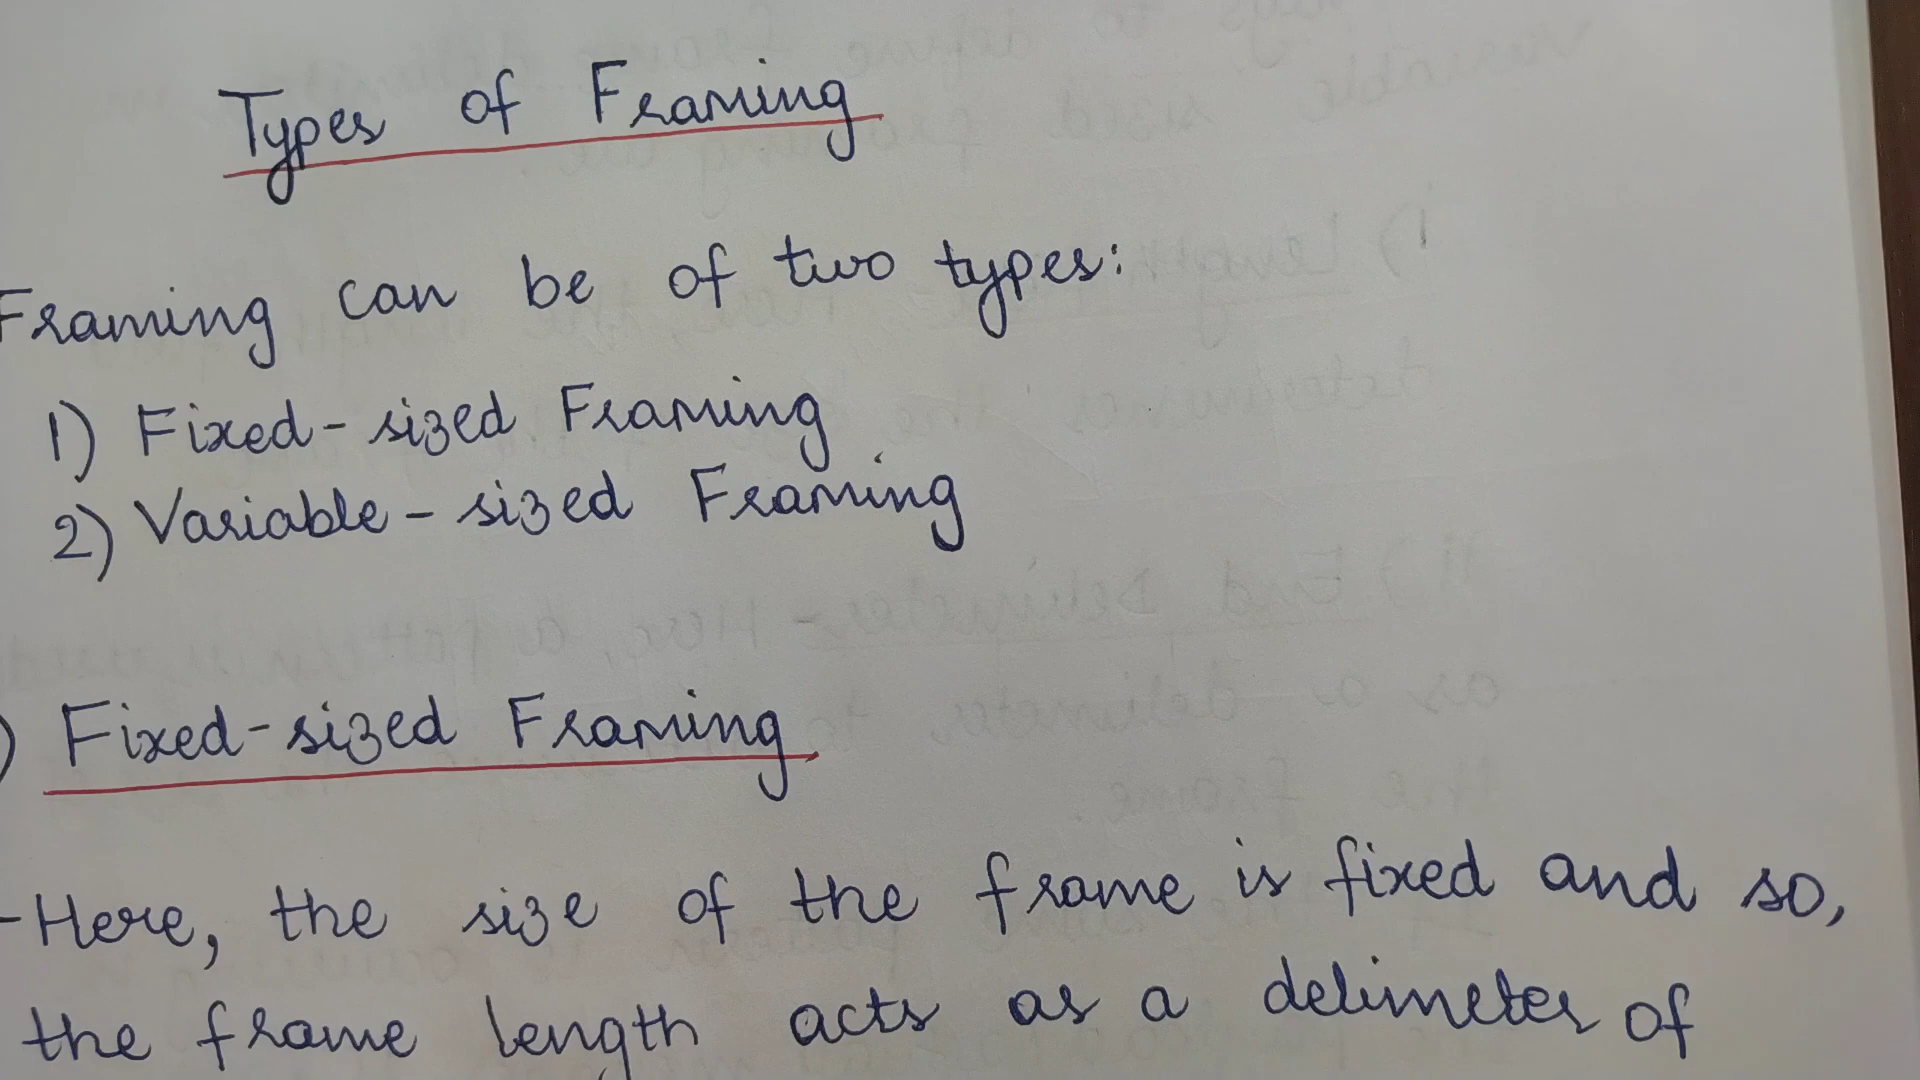 Types of Framing
Framing can be of two types:
1) Fixed-sized Framing
2) Variable-sized Framing
) Fixed-sized Framing
-Here, the size of the frame is fixed and so,
the frame length acts as a delimeter of